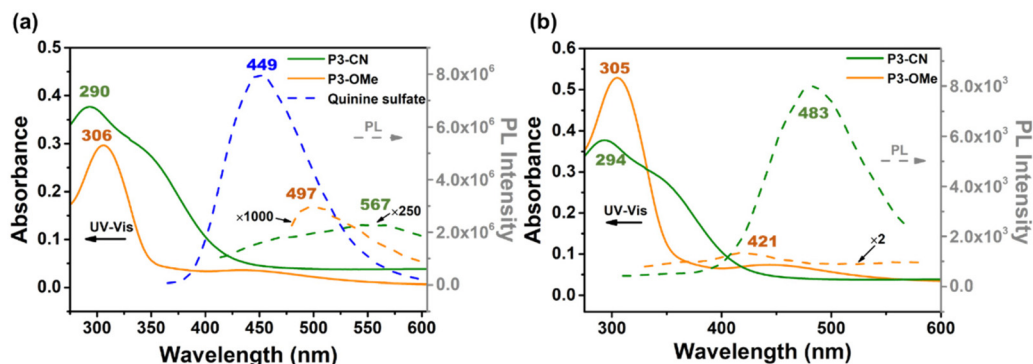 (a)
0.5
0.4
0.3
0.2
0.1
0.0
Absorbance
300 350 400 450 500 550 600
Wavelength (nm)
8.0x10⁶
6.0x10⁶
4.0x10⁶
2.0x10⁶
0.0
PL Intensity
P3-CN
P3-OMe
Quinine sulfate
PL
UV-Vis
290
306
449
497
567
×1000
×250
(b)
0.6
0.5
0.4
0.3
0.2
0.1
0.0
Absorbance
300 400 500 600
Wavelength (nm)
8.0x10³
6.0x10³
4.0x10³
2.0x10³
0.0
PL Intensity
P3-CN
P3-OMe
PL
UV-Vis
305
294
483
421
×2